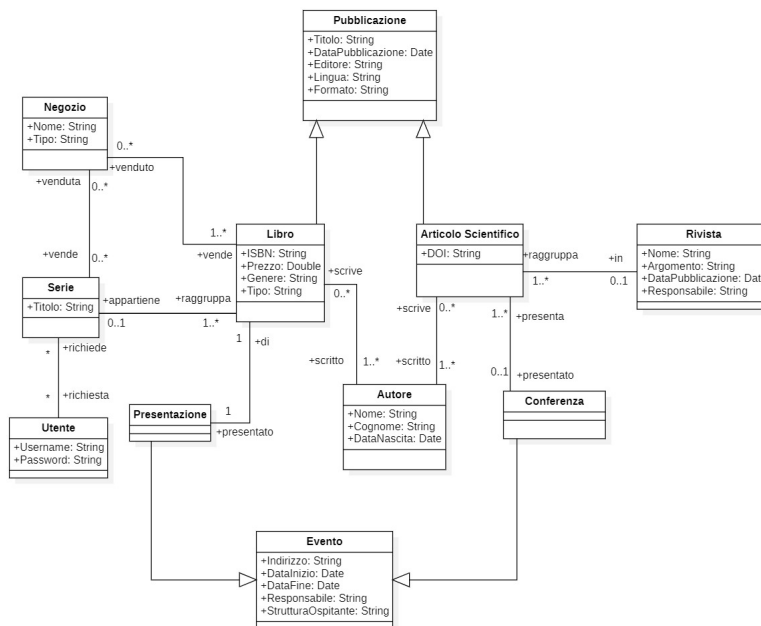 Pubblicazione
+Titolo: String
+DataPubblicazione: Date
+Editore: String
+Lingua: String
+Formato: String
Negozio
+Nome: String
+Tipo: String
0..*
+venduto
+venduta
0..*
1..*
+vende
+vende
0..*
Libro
+ISBN: String
+Prezzo: Double
+Genere: String
+Tipo: String
Articolo Scientifico
+DOI: String
+raggruppa
1..*
+in
0..1
Rivista
+Nome: String
+Argomento: String
+DataPubblicazione: Dat
+Responsabile: String
Serie
+Titolo: String
+appartiene
0..1
+raggruppa
1..*
+scrive
0..*
+scrive
0..*
1..*
+presenta
*
+richiede
1
+di
+scritto
1..*
+scritto
1..*
0..1
+presentato
*
+richiesta
Utente
+Username: String
+Password: String
Presentazione
1
+presentato
Autore
+Nome: String
+Cognome: String
+DataNascita: Date
Conferenza
Evento
+Indirizzo: String
+DataInizio: Date
+DataFine: Date
+Responsabile: String
+StrutturaOspitante: String